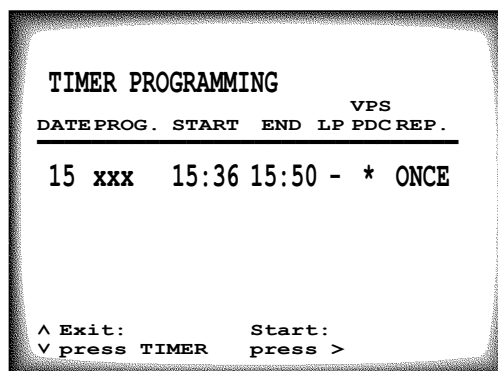 TIMER PROGRAMMING
VPS
DATE PROG. START END LP PDC REP.
15 xxx 15:36 15:50 - * ONCE
^ Exit: Start:
v press TIMER press >